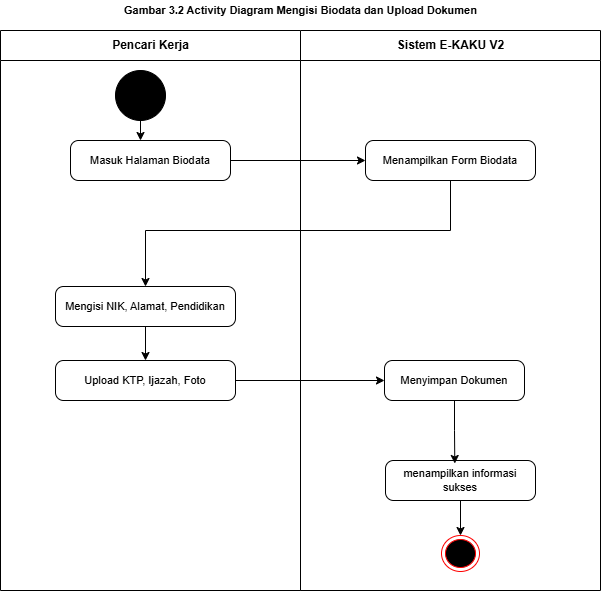 Gambar 3.2 Activity Diagram Mengisi Biodata dan Upload Dokumen
Pencari Kerja
Sistem E-KAKU V2
Masuk Halaman Biodata
Menampilkan Form Biodata
Mengisi NIK, Alamat, Pendidikan
Upload KTP, Ijazah, Foto
Menyimpan Dokumen
menampilkan informasi
sukses